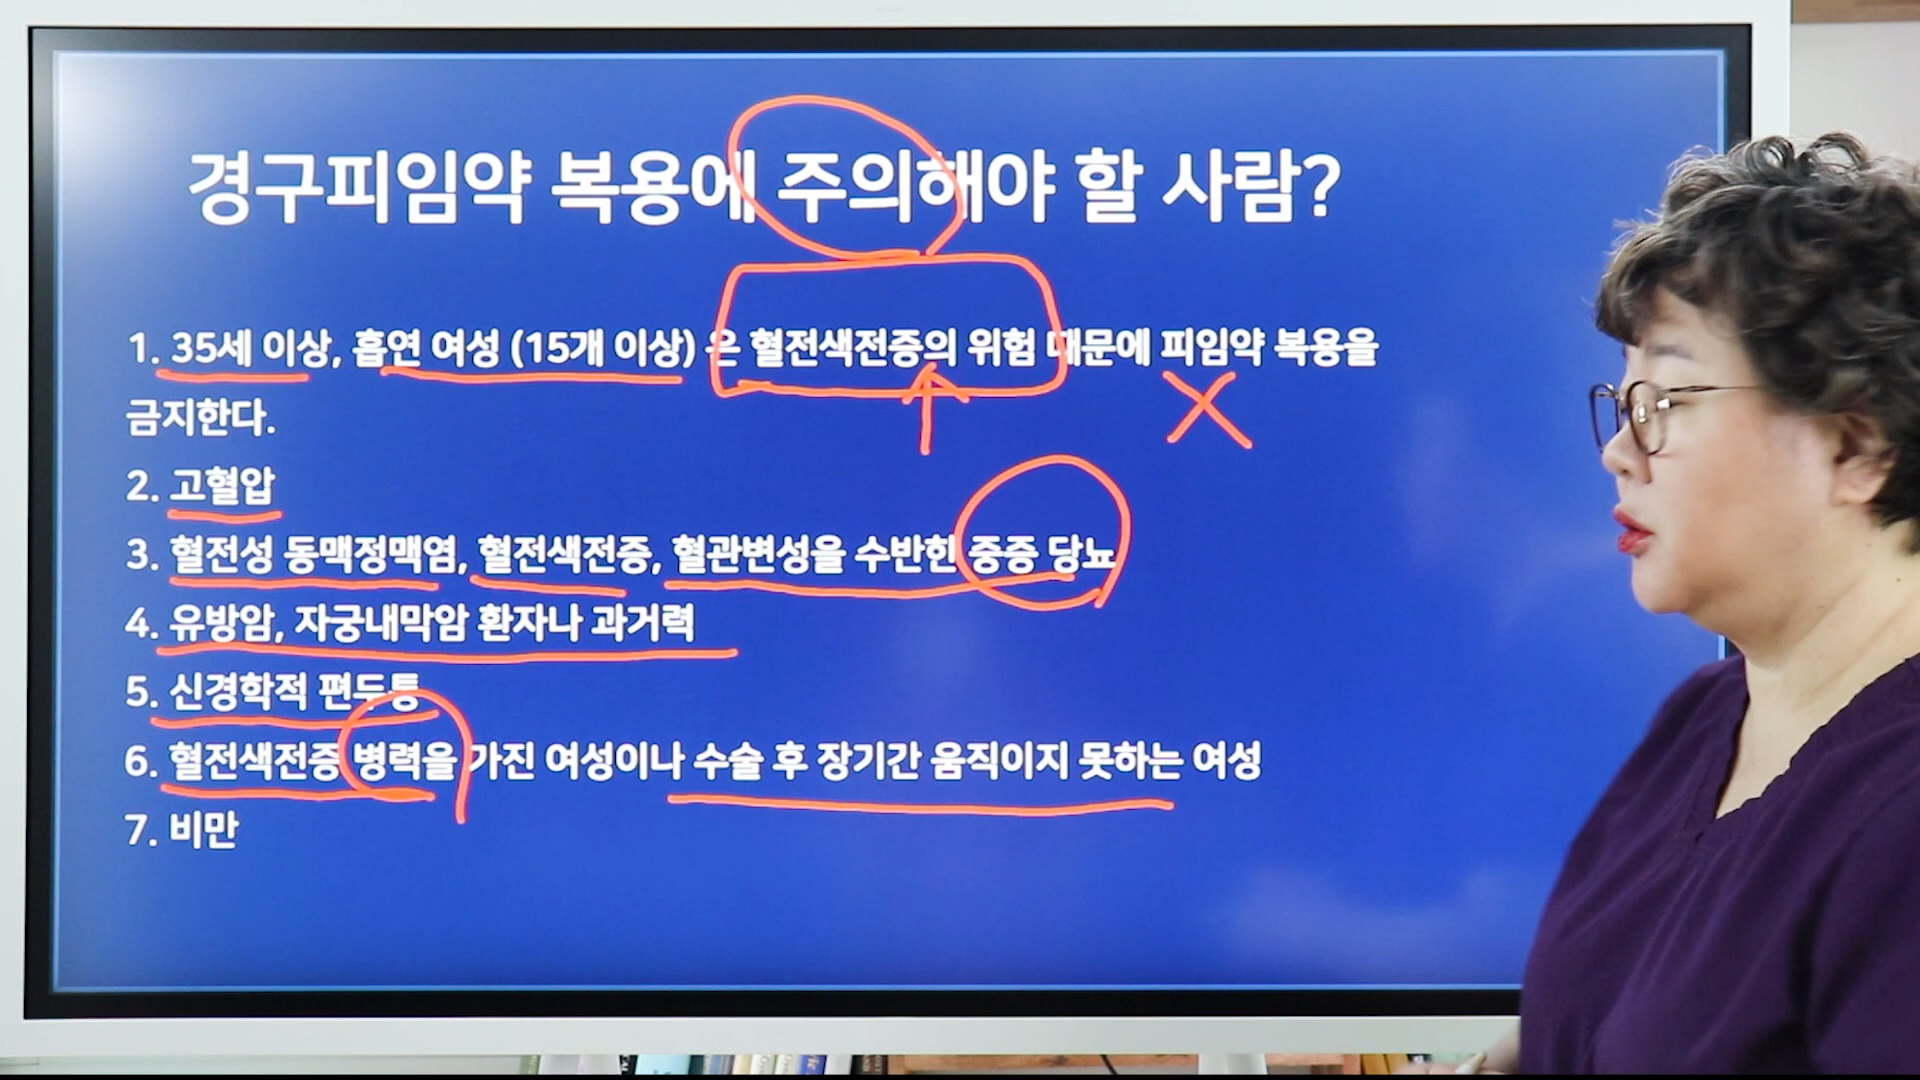 경구피임약 복용에 주의해야 할 사람?
1. 35세 이상, 흡연 여성 (15개 이상) 은 혈전색전증의 위험 때문에 피임약 복용을
금지한다.
2. 고혈압
3. 혈전성 동맥정맥염, 혈전색전증, 혈관변성을 수반한 중증 당뇨
4. 유방암, 자궁내막암 환자나 과거력
5. 신경학적 편두통
6. 혈전색전증 병력을 가진 여성이나 수술 후 장기간 움직이지 못하는 여성
7. 비만